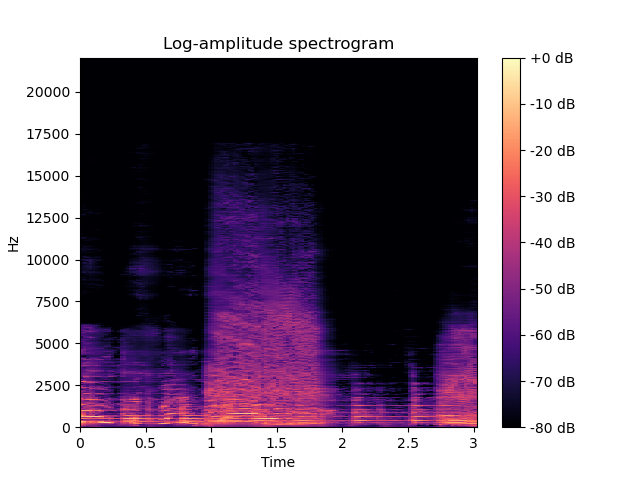 Log-amplitude spectrogram
Hz
20000
17500
15000
12500
10000
7500
5000
2500
0
0 0.5 1 1.5 2 2.5 3
Time
+0 dB
-10 dB
-20 dB
-30 dB
-40 dB
-50 dB
-60 dB
-70 dB
-80 dB